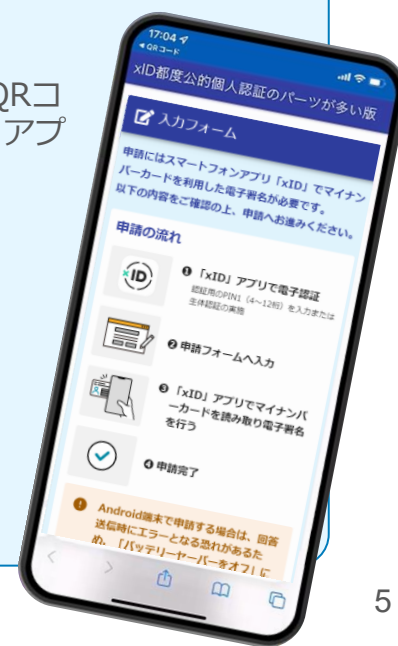 QRコ
アプ
17:04
◀ QRコード
xID都度公的個人認証のパーツが多い版
入力フォーム
申請にはスマートフォンアプリ「xID」でマイナン
バーカードを利用した電子署名が必要です。
以下の内容をご確認の上、申請へお進みください。
申請の流れ
xID
❶ 「xID」アプリで電子認証
認証用のPIN1（4～12桁）を入力または
生体認証の実施
❷ 申請フォームへ入力
❸ 「xID」アプリでマイナンバ
ーカードを読み取り電子署名
を行う
❹ 申請完了
Android端末で申請する場合は、回答
送信時にエラーとなる恐れがあるた
め、「バッテリーセーバーをオフ」に
5